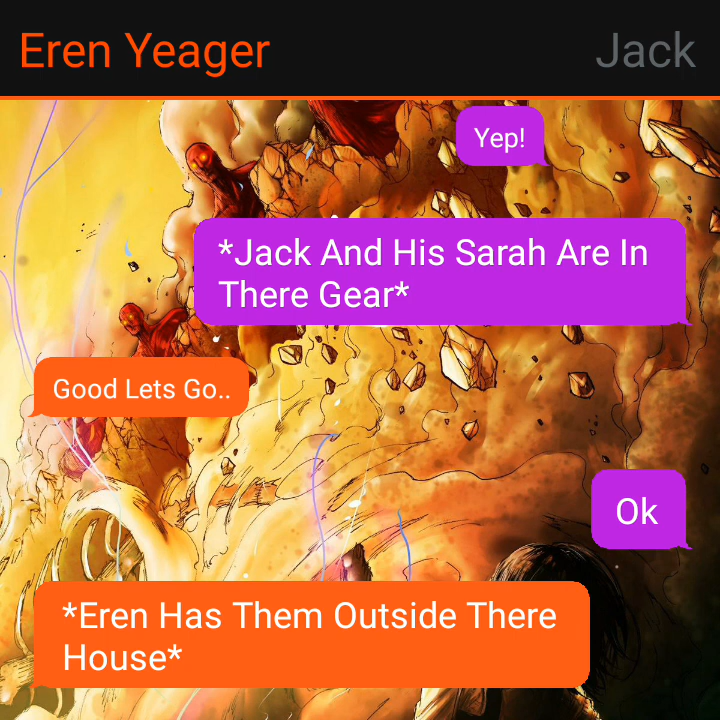 Eren Yeager
Jack
Yep!
*Jack And His Sarah Are In
There Gear*
Good Lets Go..
Ok
*Eren Has Them Outside There
House*